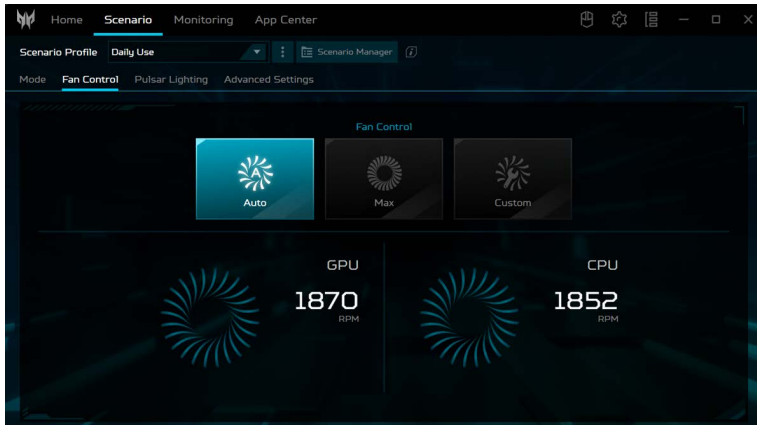 Home Scenario Monitoring App Center
Scenario Profile Daily Use Scenario Manager
Mode Fan Control Pulsar Lighting Advanced Settings
Fan Control
A
Auto Max Custom
GPU CPU
1870 1852
RPM RPM